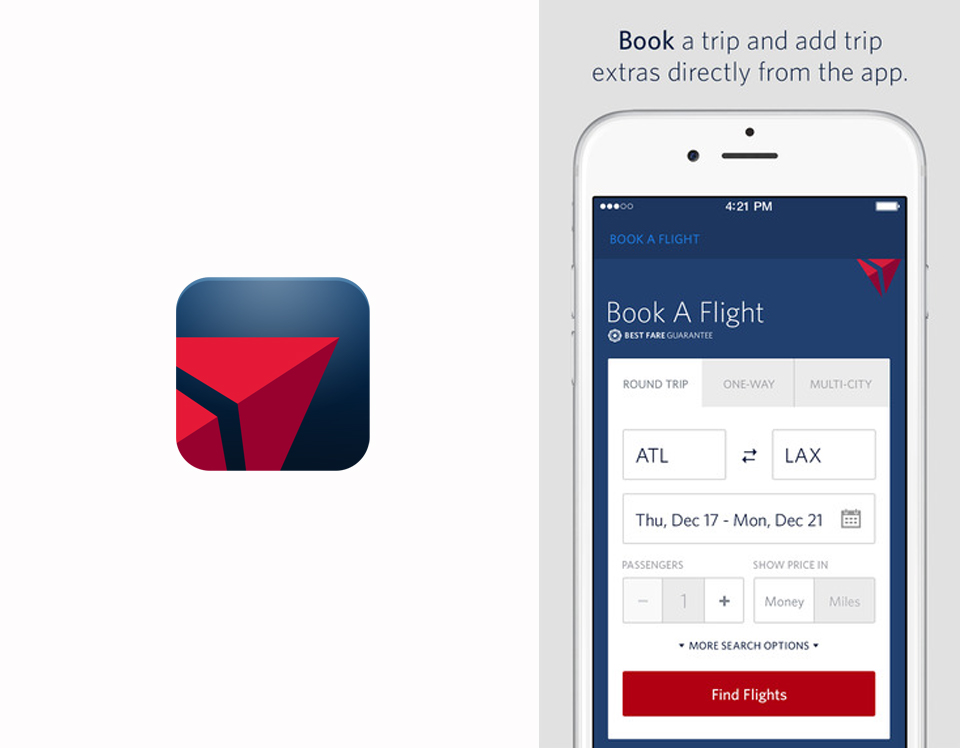 Book a trip and add trip
extras directly from the app.
4:21 PM
BOOK A FLIGHT
Book A Flight
BEST FARE GUARANTEE
ROUND TRIP ONE-WAY MULTI-CITY
ATL LAX
Thu, Dec 17 - Mon, Dec 21
PASSENGERS SHOW PRICE IN
− 1 + Money Miles
MORE SEARCH OPTIONS
Find Flights